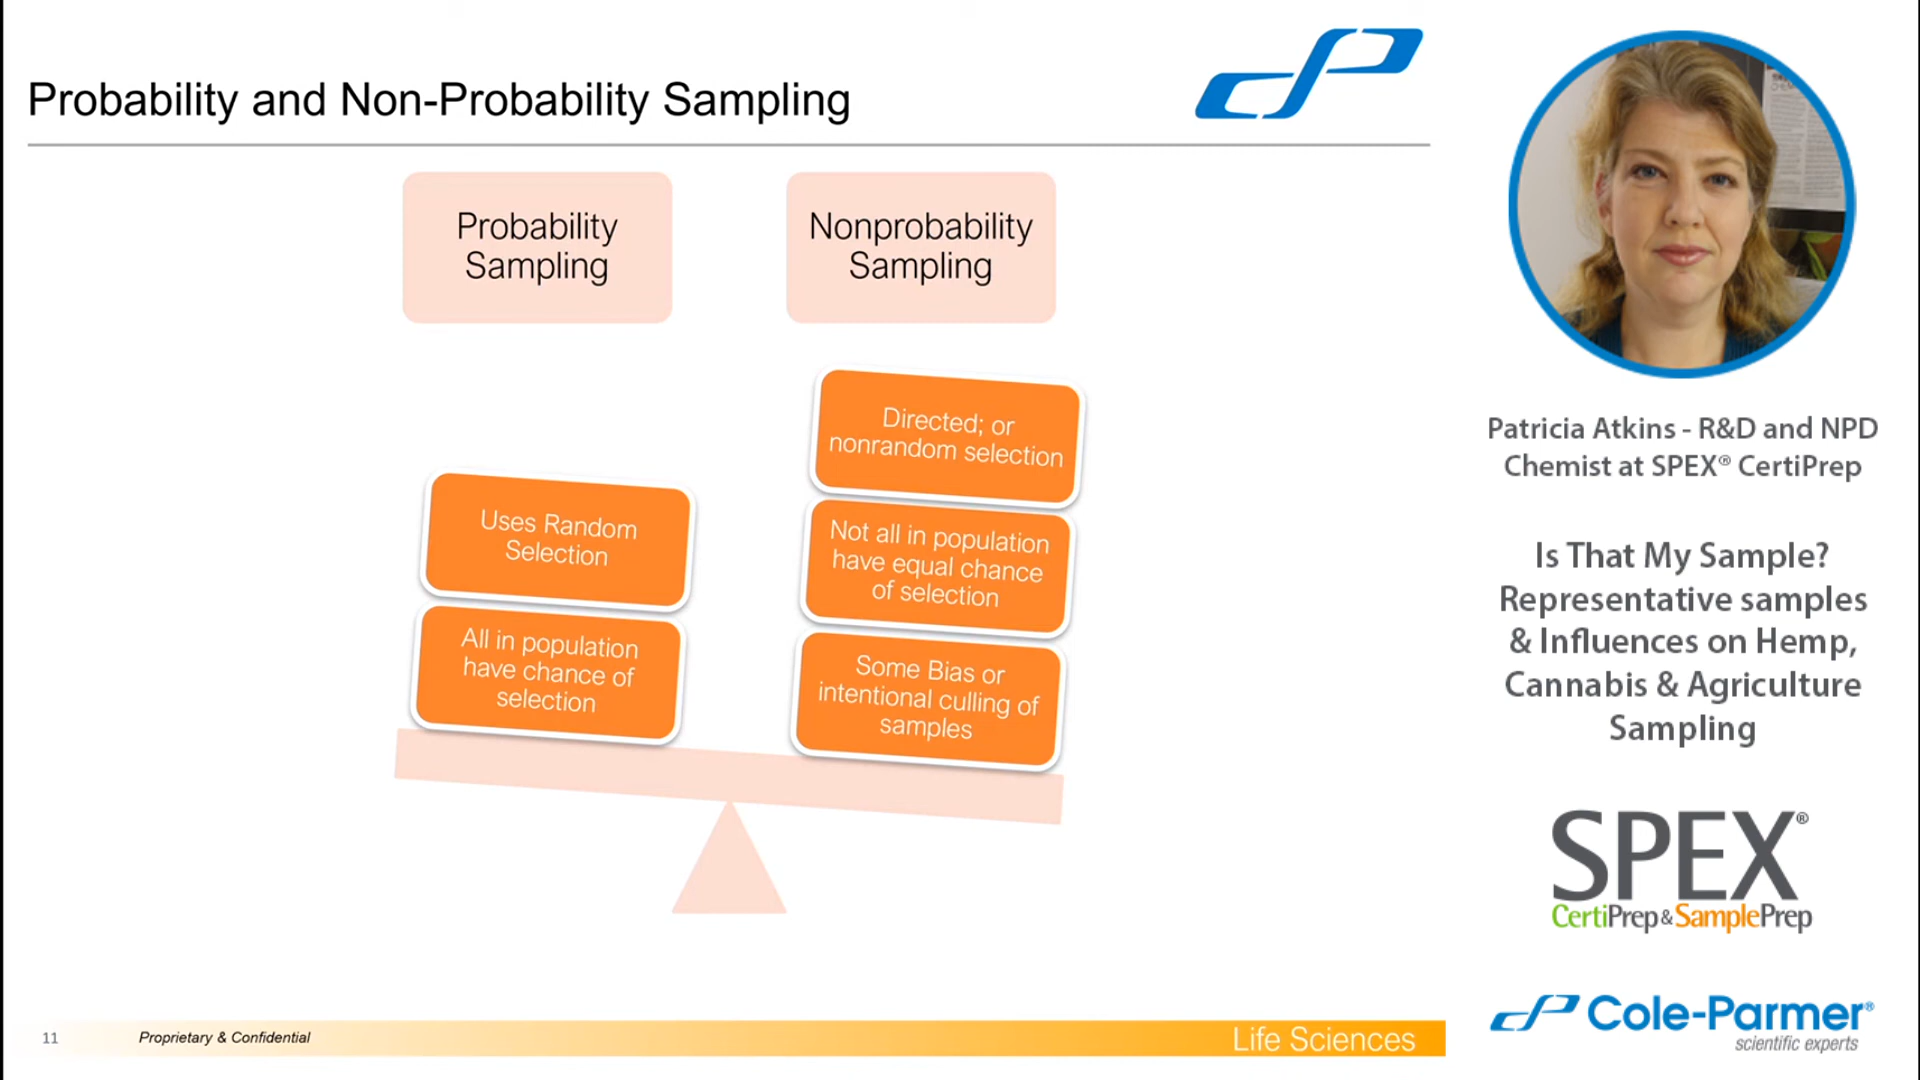 Probability and Non-Probability Sampling
Probability
Sampling
Nonprobability
Sampling
Uses Random
Selection
All in population
have chance of
selection
Directed; or
nonrandom selection
Not all in population
have equal chance
of selection
Some Bias or
intentional culling of
samples
11
Proprietary & Confidential
Life Sciences
Patricia Atkins - R&D and NPD
Chemist at SPEX® CertiPrep
Is That My Sample?
Representative samples
& Influences on Hemp,
Cannabis & Agriculture
Sampling
SPEX®
CertiPrep & SamplePrep
Cole-Parmer®
scientific experts